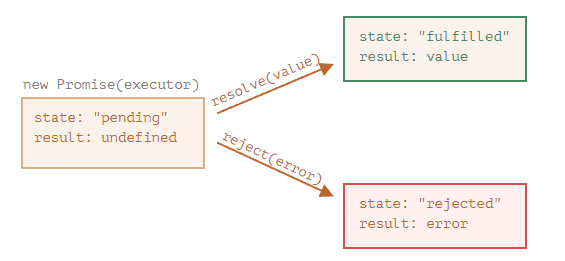 new Promise(executor)
state: "pending"
result: undefined
resolve(value)
reject(error)
state: "fulfilled"
result: value
state: "rejected"
result: error